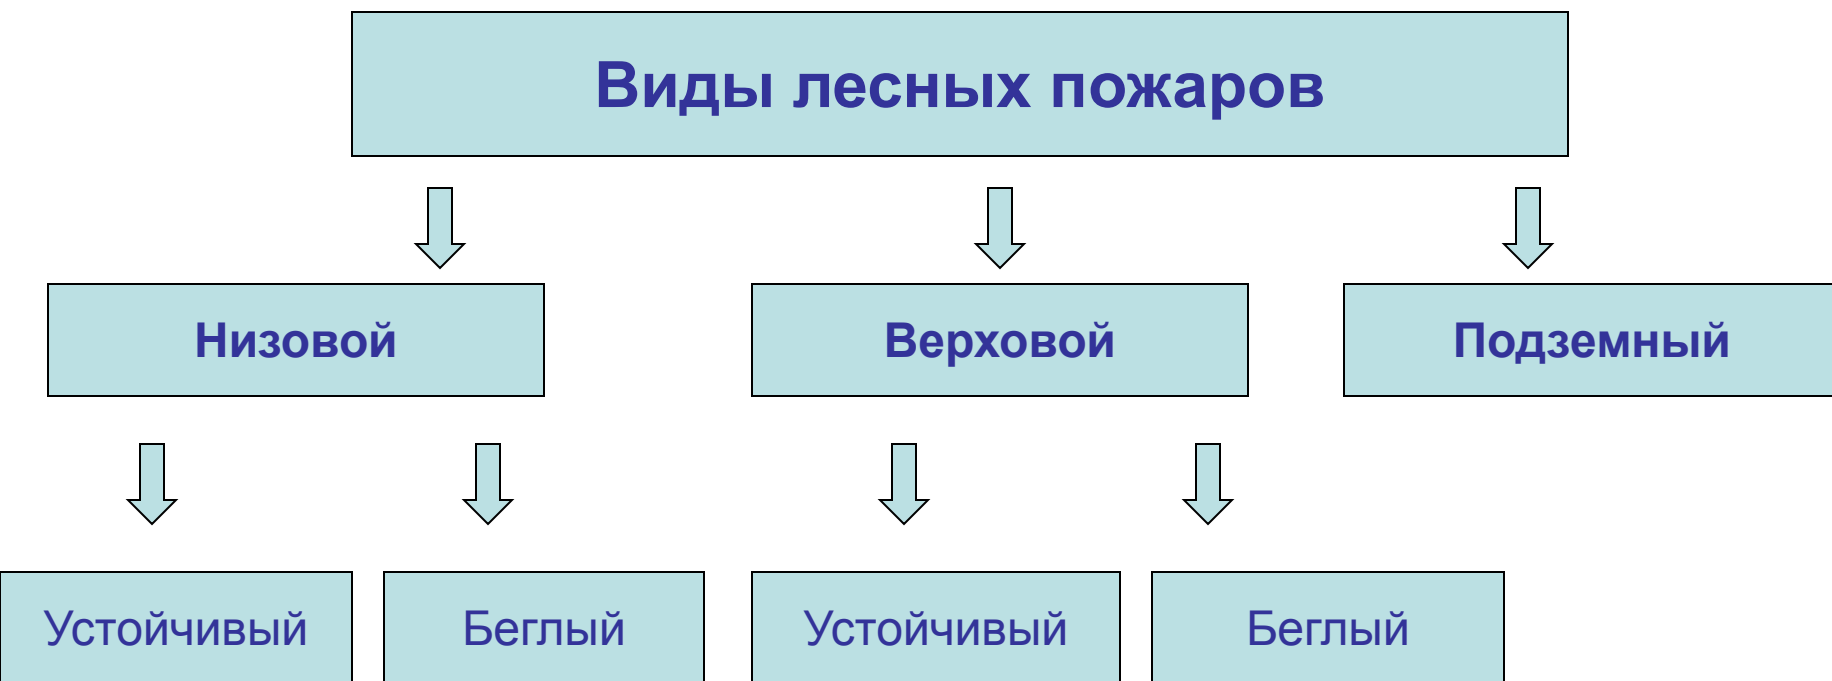 Виды лесных пожаров
Низовой
Верховой
Подземный
Устойчивый
Беглый
Устойчивый
Беглый